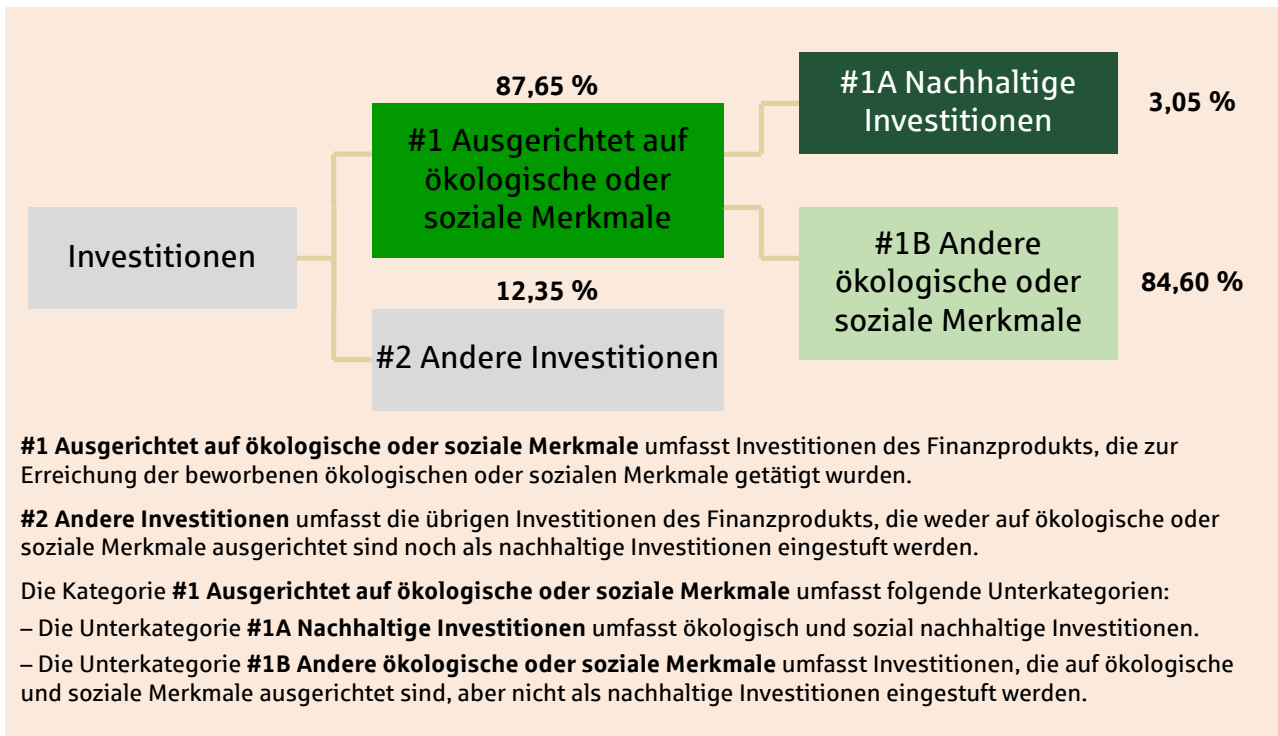 87,65 %
#1 Ausgerichtet auf
ökologische oder
soziale Merkmale
#1A Nachhaltige
Investitionen
3,05 %
Investitionen
12,35 %
#2 Andere Investitionen
#1B Andere
ökologische oder
soziale Merkmale
84,60 %
#1 Ausgerichtet auf ökologische oder soziale Merkmale umfasst Investitionen des Finanzprodukts, die zur
Erreichung der beworbenen ökologischen oder sozialen Merkmale getätigt wurden.
#2 Andere Investitionen umfasst die übrigen Investitionen des Finanzprodukts, die weder auf ökologische oder
soziale Merkmale ausgerichtet sind noch als nachhaltige Investitionen eingestuft werden.
Die Kategorie #1 Ausgerichtet auf ökologische oder soziale Merkmale umfasst folgende Unterkategorien:
– Die Unterkategorie #1A Nachhaltige Investitionen umfasst ökologisch und sozial nachhaltige Investitionen.
– Die Unterkategorie #1B Andere ökologische oder soziale Merkmale umfasst Investitionen, die auf ökologische
und soziale Merkmale ausgerichtet sind, aber nicht als nachhaltige Investitionen eingestuft werden.